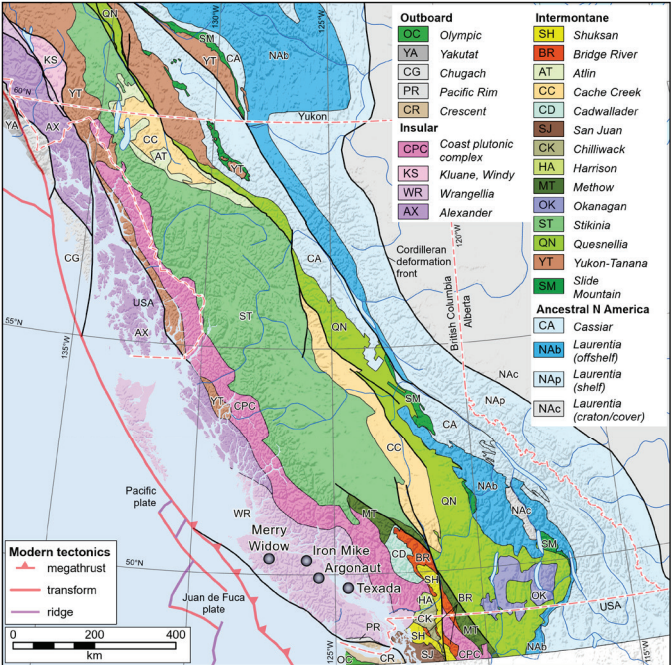 Outboard
OC Olympic
YA Yakutat
CG Chugach
PR Pacific Rim
CR Crescent
Insular
CPC Coast plutonic
complex
KS Kluane, Windy
WR Wrangellia
AX Alexander
Intermontane
SH Shuksan
BR Bridge River
AT Atlin
CC Cache Creek
CD Cadwallader
SJ San Juan
CK Chilliwack
HA Harrison
MT Methow
OK Okanagan
ST Stikinia
QN Quesnellia
YT Yukon-Tanana
SM Slide
Mountain
Ancestral N America
CA Cassiar
NAb Laurentia
(offshelf)
NAp Laurentia
(shelf)
NAc Laurentia
(craton/cover)
QN
130°W
125°W
SM
YT
CA
NAb
KS
60°N
YT
Yukon
YA
AX
CC
AT
YT
CG
CA
Cordilleran
deformation
front
120°W
British Columbia
Alberta
USA
ST
QN
55°N
AX
135°W
NAc
NAp
YT
CPC
SM
CA
CC
Pacific
plate
WR
MT
QN
NAb
NAc
Merry
Widow
Iron Mike
Argonaut
Texada
CD
BR
SM
50°N
SH
HA
BR
OK
USA
Juan de Fuca
plate
CK
PR
SH
MT
125°W
CR
OC
SJ
CPC
NAb
115°W
Modern tectonics
megathrust
transform
ridge
0 200 400
km